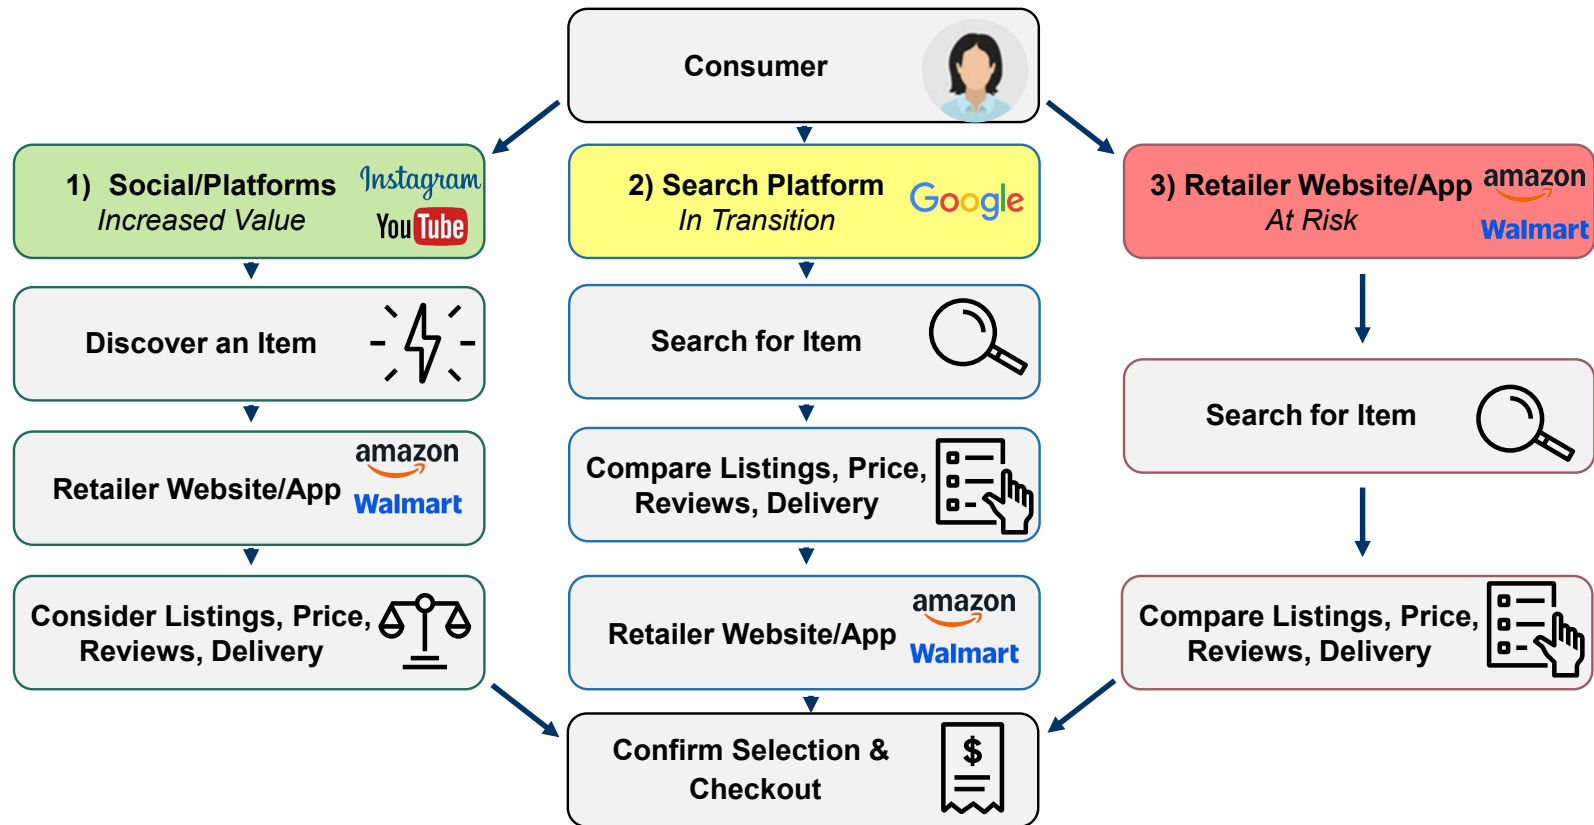 Consumer
1) Social/Platforms
Increased Value
Instagram
YouTube
2) Search Platform
In Transition
Google
3) Retailer Website/App
At Risk
amazon
Walmart
Discover an Item
Retailer Website/App
amazon
Walmart
Consider Listings, Price,
Reviews, Delivery
Search for Item
Compare Listings, Price,
Reviews, Delivery
Retailer Website/App
amazon
Walmart
Search for Item
Compare Listings, Price,
Reviews, Delivery
Confirm Selection &
Checkout
$